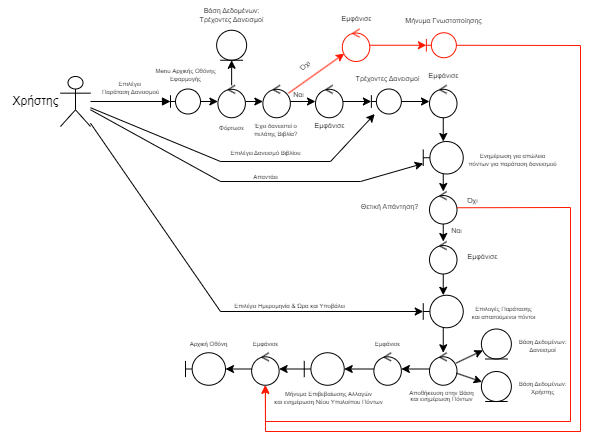 Βάση Δεδομένων:
Τρέχοντες Δανεισμοί
Εμφάνισε
Μήνυμα Γνωστοποίησης
Όχι
Menu Αρχικής Οθόνης
Εφαρμογής
Τρέχοντες Δανεισμοί
Εμφάνισε
Επιλέγει
Παράταση Δανεισμού
Χρήστης
Ναι
Φόρτωσε
Έχει δανειστεί ο
πελάτης Βιβλία?
Εμφάνισε
Επιλέγει Δανεισμό Βιβλίου
Ενημέρωση για απώλεια
πόντων για παράταση δανεισμού
Απαντάει
Θετική Απάντηση?
Όχι
Ναι
Εμφάνισε
Επιλέγει Ημερομηνία & Ώρα και Υποβάλει
Επιλογές Παράτασης
και απαιτούμενοι πόντοι
Αρχική Οθόνη
Εμφάνισε
Εμφάνισε
Βάση Δεδομένων:
Δανεισμοί
Μήνυμα Επιβεβαίωσης Αλλαγών
και ενημέρωση Νέου Υπολοίπου Πόντων
Αποθήκευση στην Βάση
και ενημέρωση Πόντων
Βάση Δεδομένων:
Χρήστης